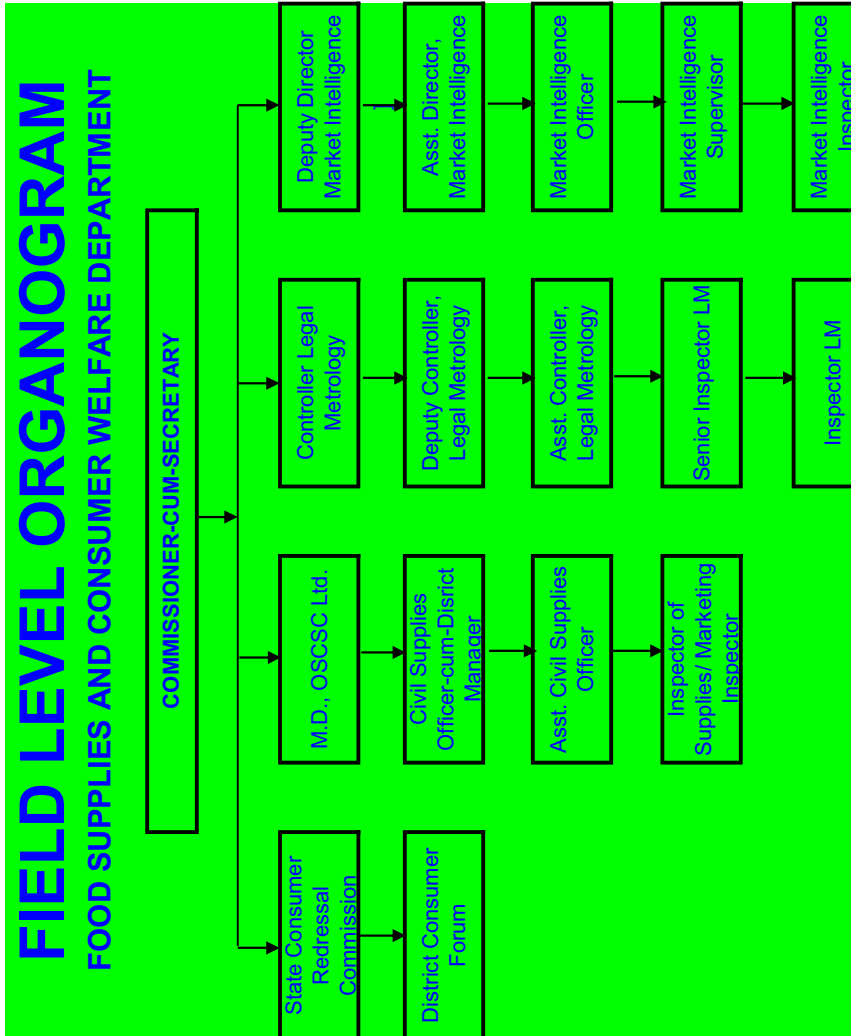 FIELD LEVEL ORGANOGRAM
FOOD SUPPLIES AND CONSUMER WELFARE DEPARTMENT
COMMISSIONER-CUM-SECRETARY
State Consumer
Redressal
Commission
District Consumer
Forum
M.D., OSCSC Ltd.
Civil Supplies
Officer-cum-Disrict
Manager
Asst. Civil Supplies
Officer
Inspector of
Supplies/ Marketing
Inspector
Controller Legal
Metrology
Deputy Controller,
Legal Metrology
Asst. Controller,
Legal Metrology
Senior Inspector LM
Inspector LM
Deputy Director
Market Intelligence
Asst. Director,
Market Intelligence
Market Intelligence
Officer
Market Intelligence
Supervisor
Market Intelligence
Inspector